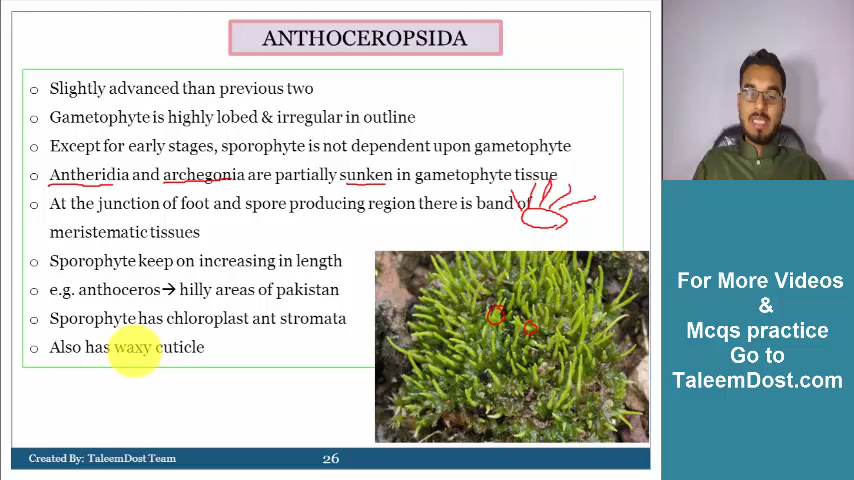 ANTHOCEROPSIDA
o Slightly advanced than previous two
o Gametophyte is highly lobed & irregular in outline
o Except for early stages, sporophyte is not dependent upon gametophyte
o Antheridia and archegonia are partially sunken in gametophyte tissue
o At the junction of foot and spore producing region there is band of
meristematic tissues
o Sporophyte keep on increasing in length
o e.g. anthoceros→ hilly areas of pakistan
o Sporophyte has chloroplast ant stromata
o Also has waxy cuticle
Created By: TaleemDost Team
26
For More Videos
&
Mcqs practice
Go to
TaleemDost.com